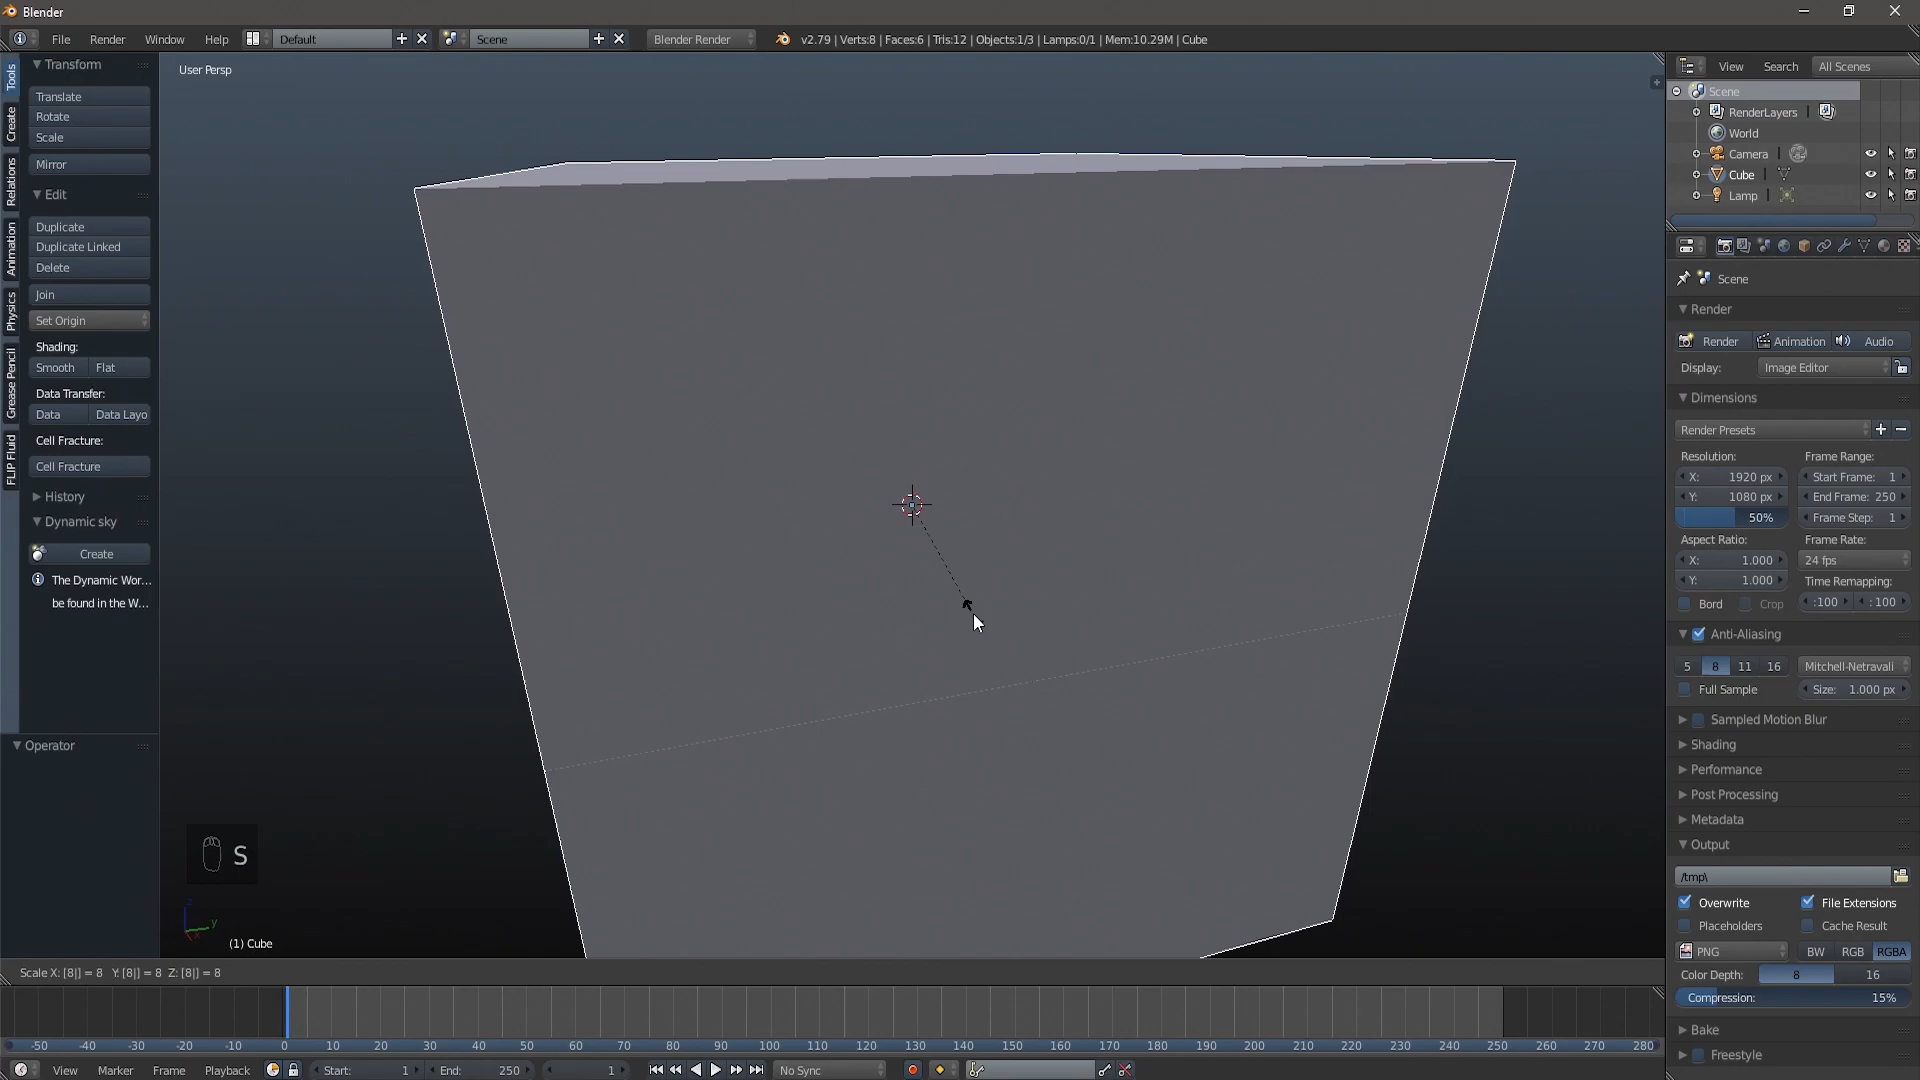 Blender
File Render Window Help Default Scene Blender Render v2.79 | Verts:8 | Faces:6 | Tris:12 | Objects:1/3 | Lamps:0/1 | Mem:10.29M | Cube
Tools
Create
Relations
Animation
Physics
Grease Pencil
FLIP Fluid
Transform
Translate
Rotate
Scale
Mirror
Edit
Duplicate
Duplicate Linked
Delete
Join
Set Origin
Shading:
Smooth Flat
Data Transfer:
Data Data Layo
Cell Fracture:
Cell Fracture
History
Dynamic sky
Create
The Dynamic Wor...
be found in the W...
Operator
User Persp
S
z
y
x
(1) Cube
Scale X: [8|] = 8 Y: [8|] = 8 Z: [8|] = 8
View Search All Scenes
Scene
RenderLayers |
World
Camera |
Cube |
Lamp |
Scene
Render
Render Animation Audio
Display: Image Editor
Dimensions
Render Presets
Resolution: Frame Range:
X: 1920 px Start Frame: 1
Y: 1080 px End Frame: 250
50% Frame Step: 1
Aspect Ratio: Frame Rate:
X: 1.000 24 fps
Y: 1.000 Time Remapping:
Bord Crop :100 : 100
Anti-Aliasing
5 8 11 16 Mitchell-Netravali
Full Sample Size: 1.000 px
Sampled Motion Blur
Shading
Performance
Post Processing
Metadata
Output
/tmp\
Overwrite File Extensions
Placeholders Cache Result
PNG BW RGB RGBA
Color Depth: 8 16
Compression: 15%
Bake
Freestyle
-50 -40 -30 -20 -10 0 10 20 30 40 50 60 70 80 90 100 110 120 130 140 150 160 170 180 190 200 210 220 230 240 250 260 270 280
View Marker Frame Playback Start: 1 End: 250 1 No Sync